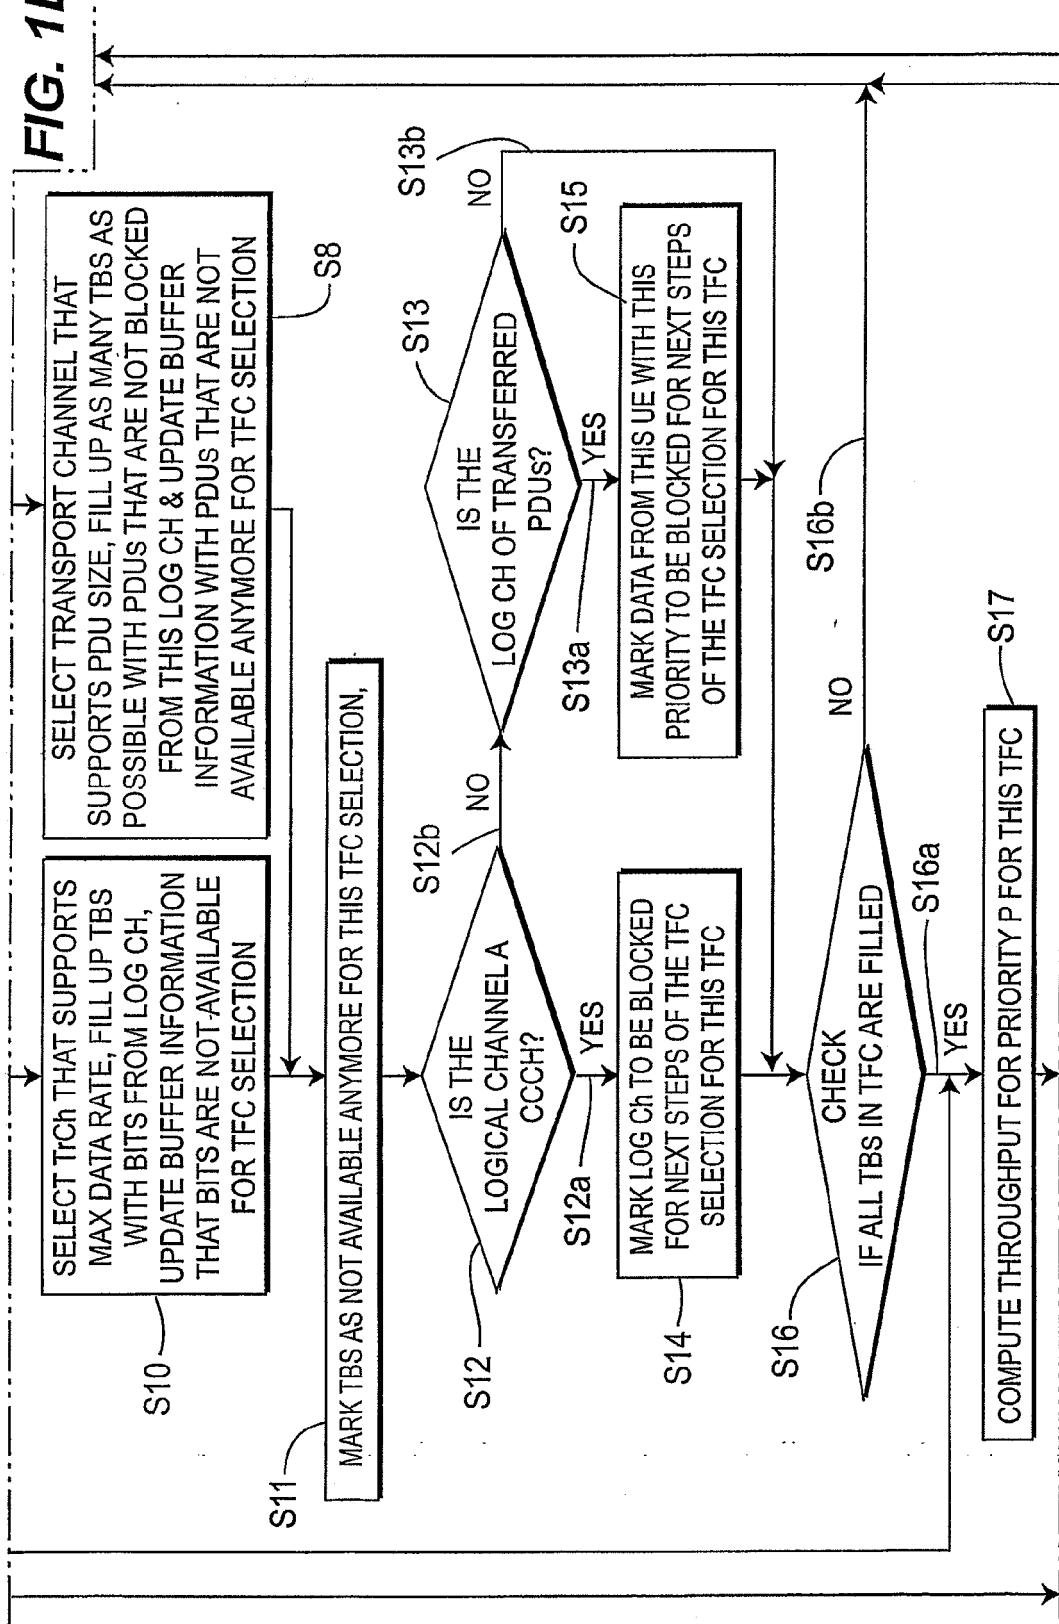 SELECT TrCh THAT SUPPORTS
MAX DATA RATE, FILL UP TBS
WITH BITS FROM LOG CH,
UPDATE BUFFER INFORMATION
THAT BITS ARE NOT AVAILABLE
FOR TFC SELECTION
S10
SELECT TRANSPORT CHANNEL THAT
SUPPORTS PDU SIZE, FILL UP AS MANY TBS AS
POSSIBLE WITH PDUs THAT ARE NOT BLOCKED
FROM THIS LOG CH & UPDATE BUFFER
INFORMATION WITH PDUs THAT ARE NOT
AVAILABLE ANYMORE FOR TFC SELECTION
S8
S11
MARK TBS AS NOT AVAILABLE ANYMORE FOR THIS TFC SELECTION,
S12
IS THE
LOGICAL CHANNEL A
CCCH?
S12a
YES
S12b
NO
S13
IS THE
LOG CH OF TRANSFERRED
PDUs?
S13a
YES
S13b
NO
S14
MARK LOG Ch TO BE BLOCKED
FOR NEXT STEPS OF THE TFC
SELECTION FOR THIS TFC
S15
MARK DATA FROM THIS UE WITH THIS
PRIORITY TO BE BLOCKED FOR NEXT STEPS
OF THE TFC SELECTION FOR THIS TFC
S16
CHECK
IF ALL TBS IN TFC ARE FILLED
S16a
YES
S16b
NO
S17
COMPUTE THROUGHPUT FOR PRIORITY P FOR THIS TFC